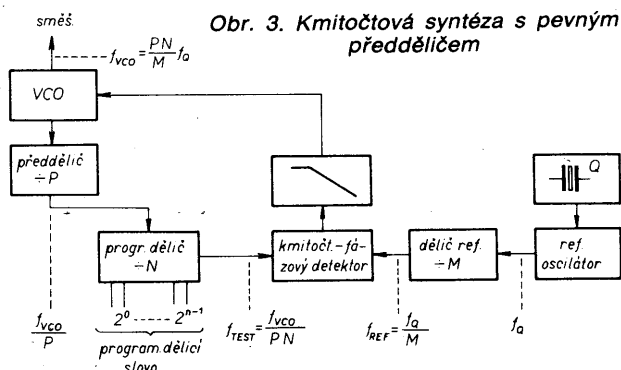 Obr. 3. Kmitočtová syntéza s pevným
předděličem
směš.
f_VCO = PN/M f_Q
VCO
předdělič
÷P
progr. dělič
÷N
kmitočt.-fá-
zový detektor
dělič ref.
÷M
Q
ref.
oscilátor
f_VCO/P
2^0 ------ 2^n-1
program. dělicí
slovo
f_TEST = f_VCO/PN
f_REF = f_Q/M
f_Q